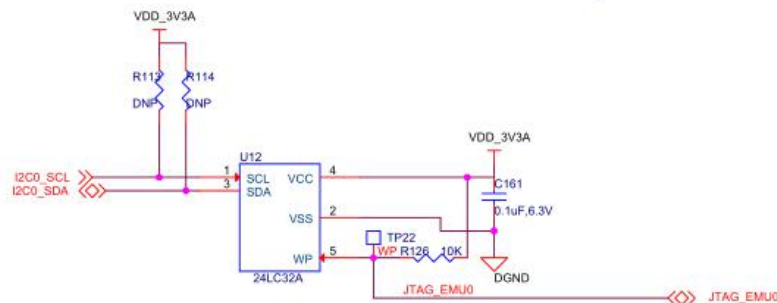 VDD_3V3A
R113 R114
DNP DNP
VDD_3V3A
U12
I2C0_SCL 1 SCL VCC 4
C161
I2C0_SDA 3 SDA
0.1uF,6.3V
VSS 2
TP22
WP 5 WP R126 10K
DGND
24LC32A
JTAG_EMU0 JTAG_EMU0